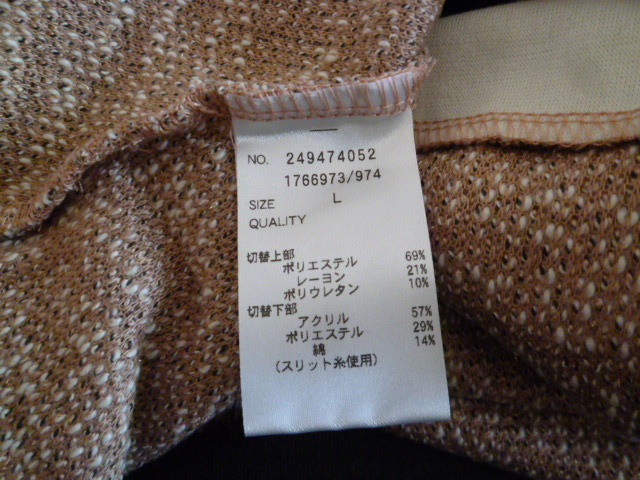 NO. 249474052
1766973/974
SIZE L
QUALITY
切替上部 69%
ポリエステル 21%
レーヨン 10%
ポリウレタン
切替下部 57%
アクリル 29%
ポリエステル 14%
綿
(スリット糸使用)